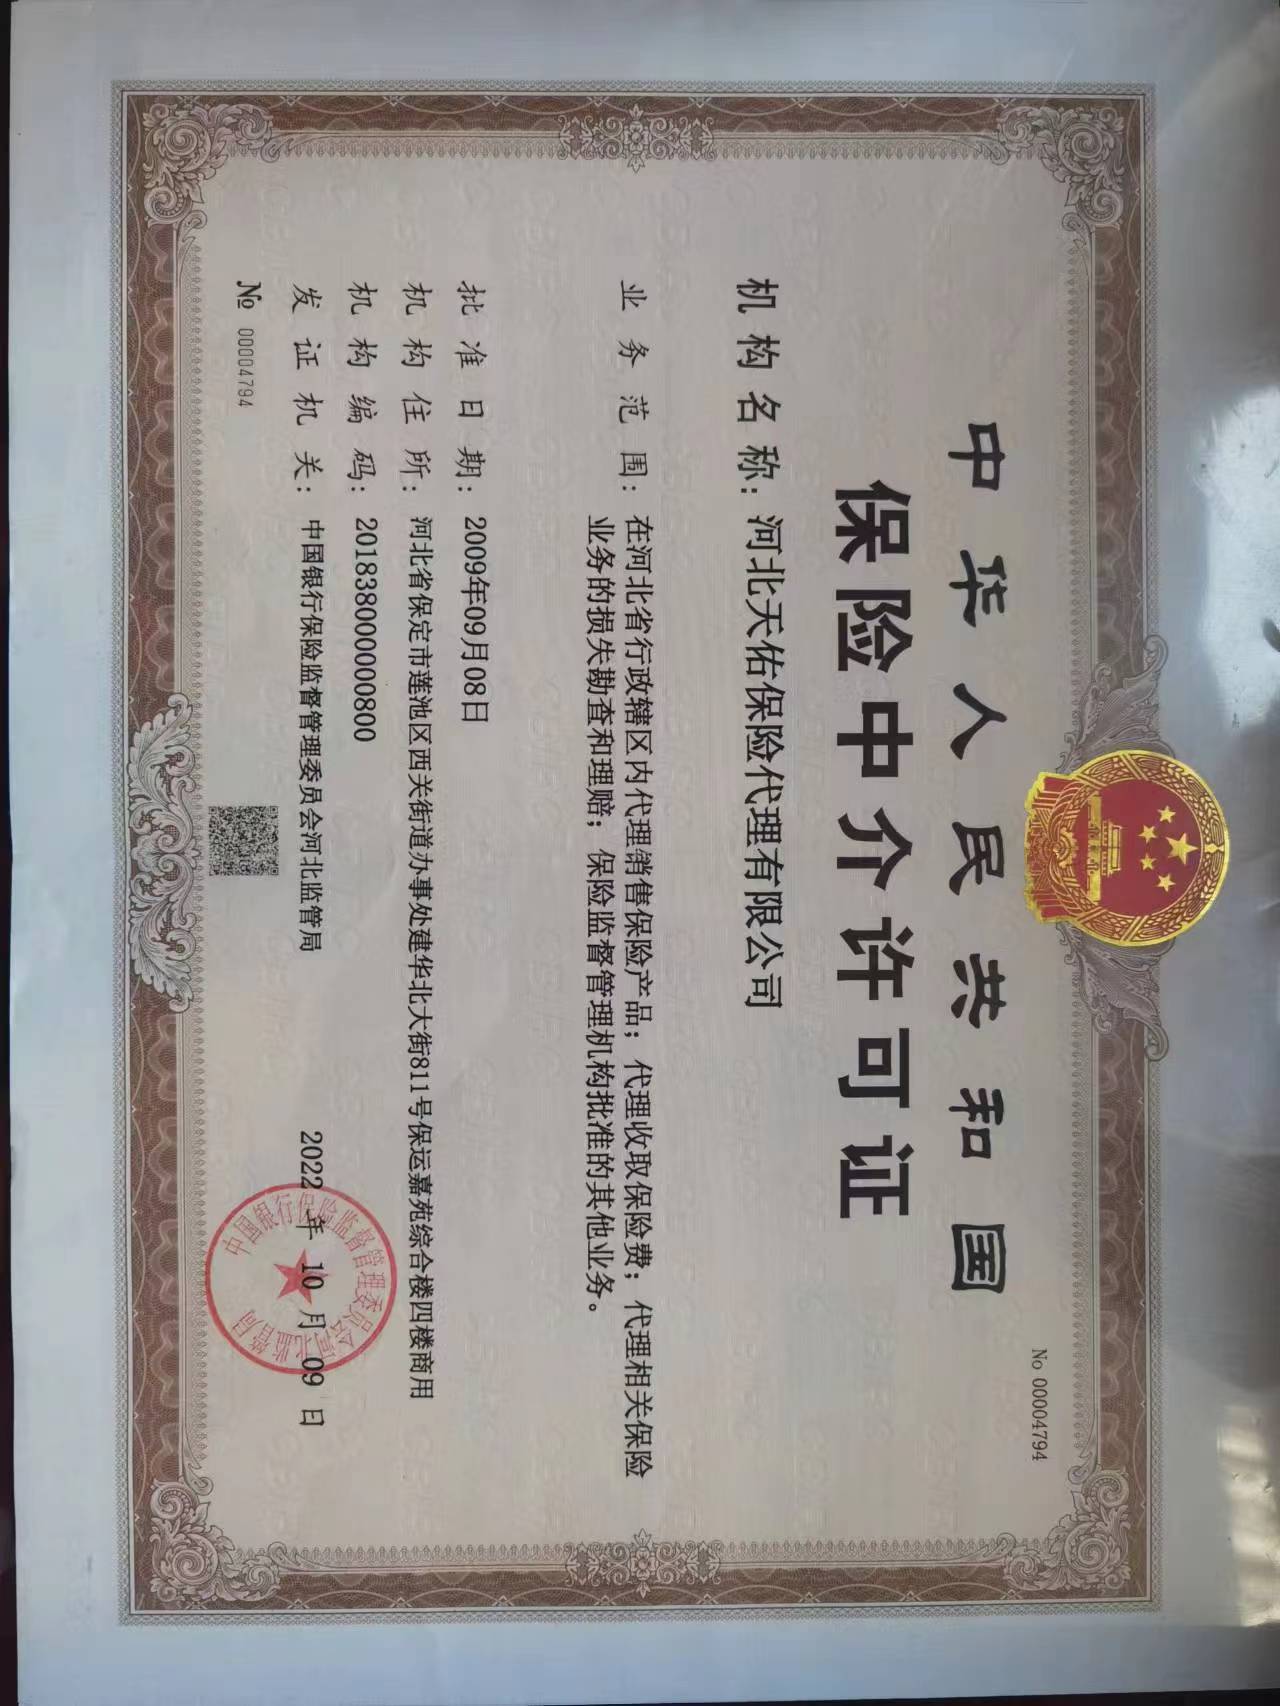 No 00004794
中华人民共和国
保险中介许可证
机构名称：河北天佑保险代理有限公司
业务范围：在河北省行政辖区内代理销售保险产品；代理收取保险费；代理相关保险
业务的损失勘查和理赔；保险监督管理机构批准的其他业务。
批准日期：2009年09月08日
机构住所：河北省保定市莲池区西关街道办事处建华北大街811号保运嘉苑综合楼四楼商用
机构编码：201838000000800
发证机关：中国银行保险监督管理委员会河北监管局 2022 年 10 月 09 日
№ 00004794
中国银行保险监督管理委员会河北监管局